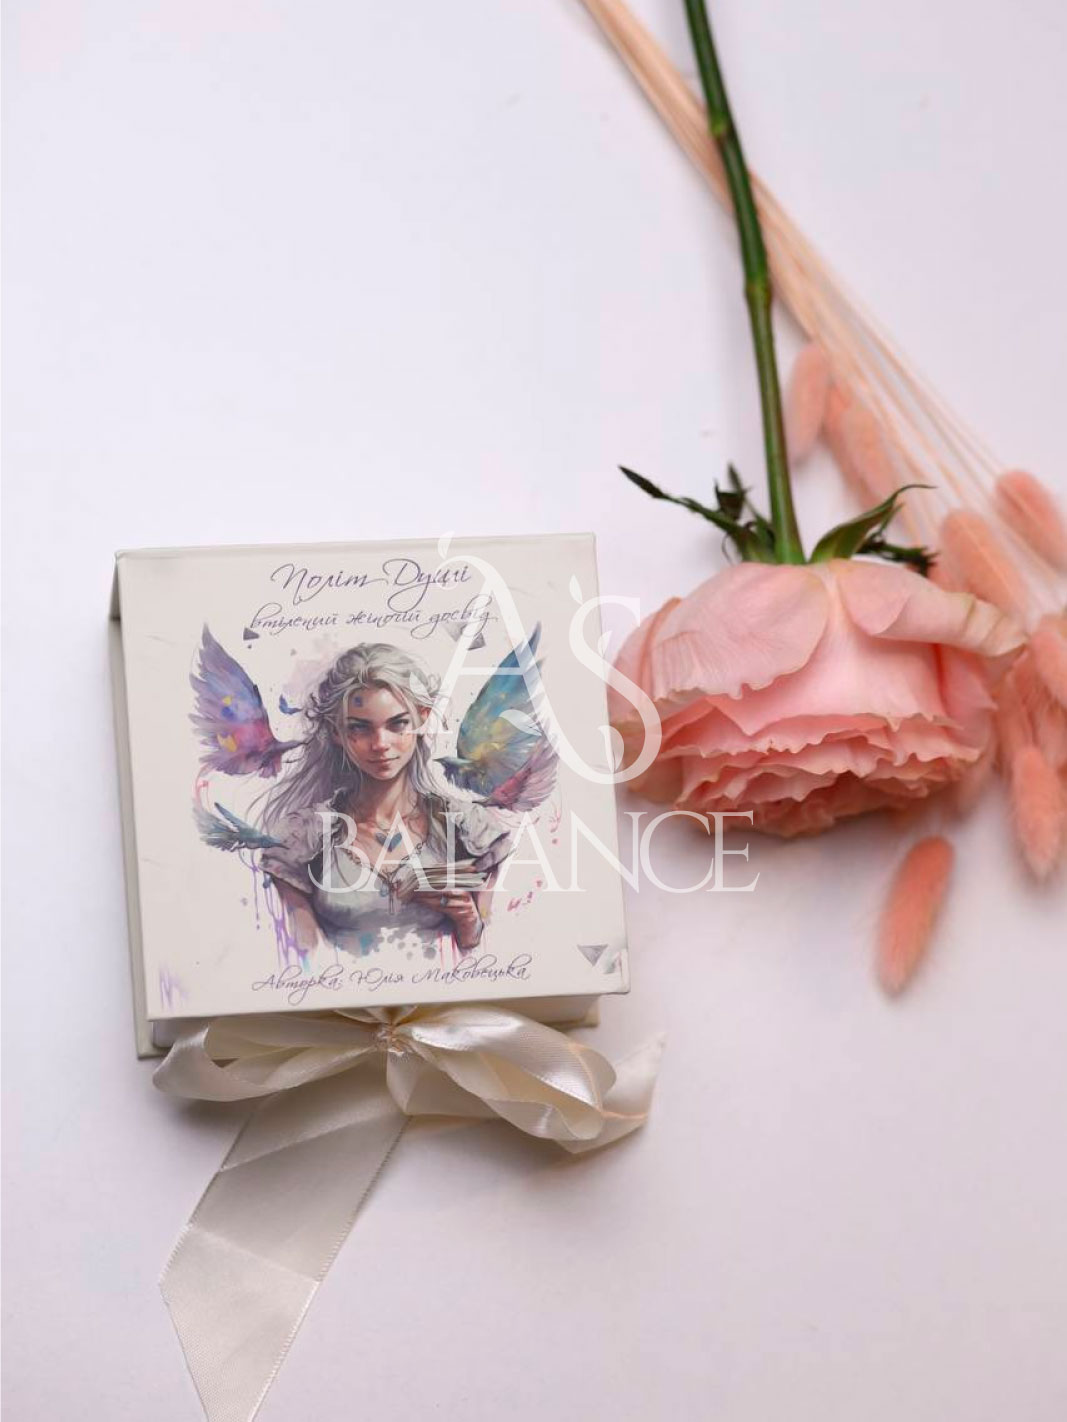 Політ Душі
втілений жіночий досвід
AS
BALANCE
Авторка: Юлія Маковецька